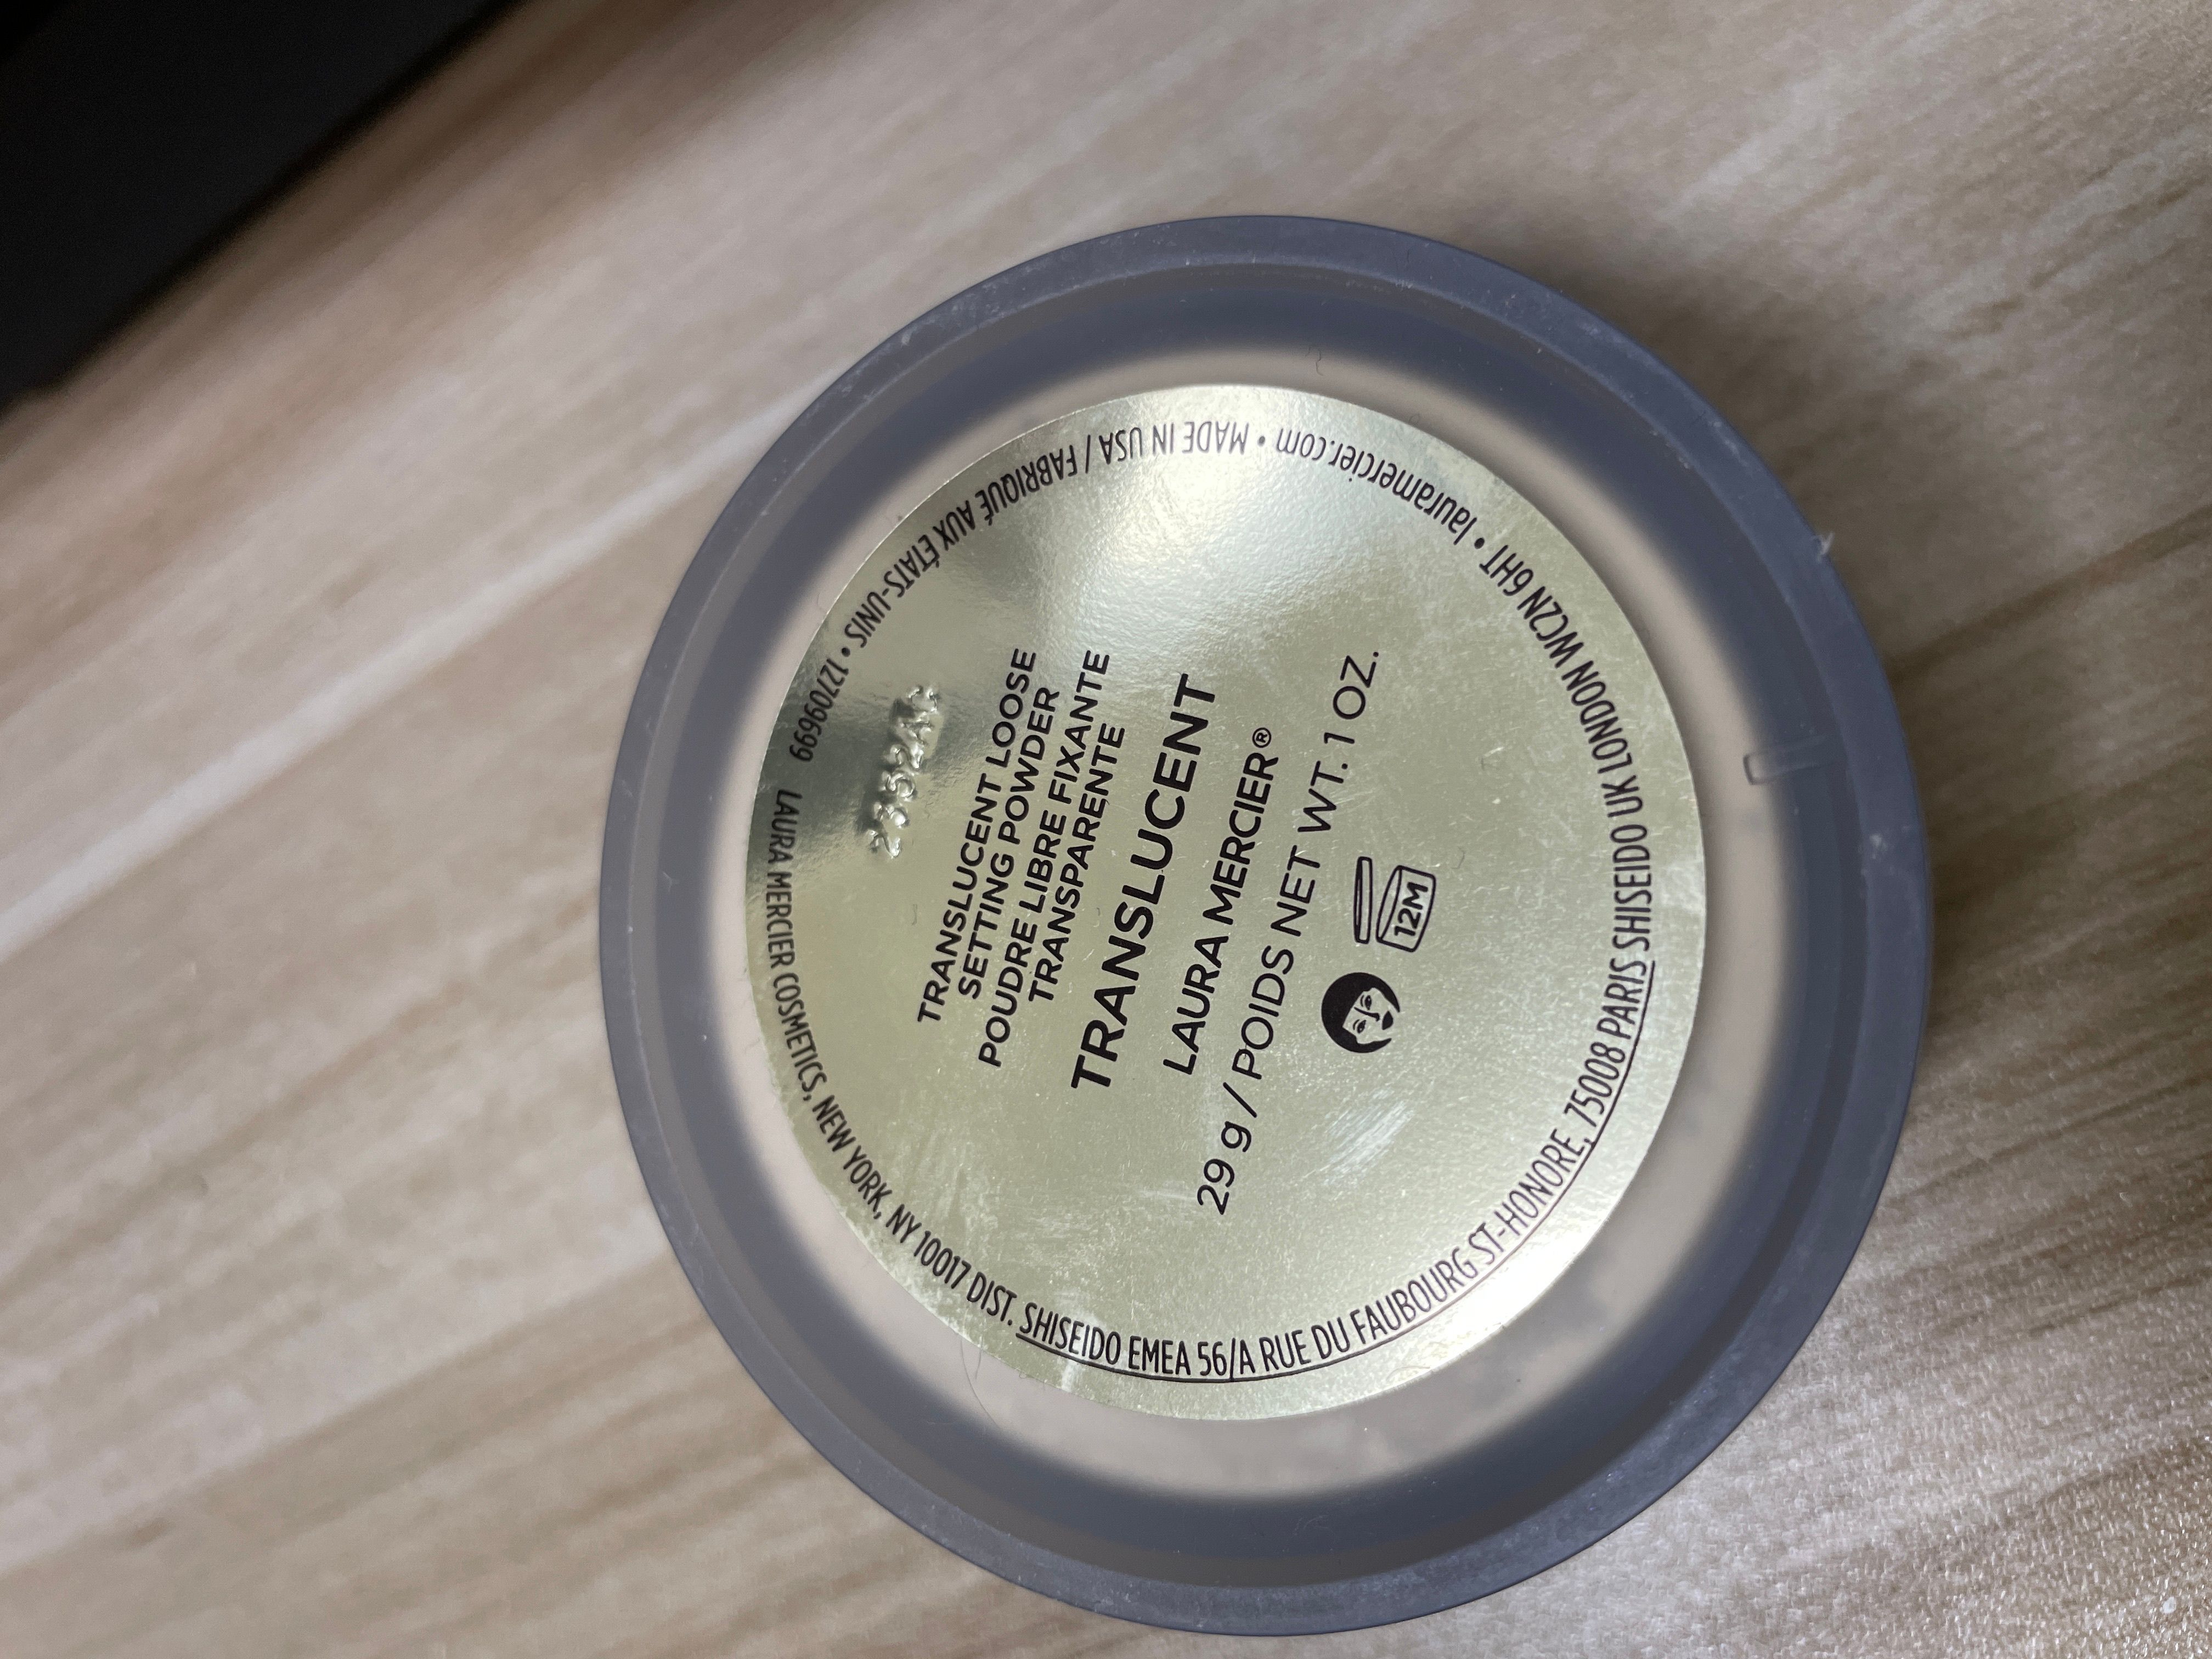 TRANSLUCENT LOOSE
SETTING POWDER
POUDRE LIBRE FIXANTE
TRANSPARENTE
TRANSLUCENT
LAURA MERCIER®
29 g / POIDS NET WT. 1 OZ.
12M
LAURA MERCIER COSMETICS, NEW YORK, NY 10017 DIST. SHISEIDO EMEA 56/A RUE DU FAUBOURG ST-HONORE, 75008 PARIS SHISEIDO UK LONDON WC2N 6HT • lauramercier.com • MADE IN USA / FABRIQUÉ AUX ÉTATS-UNIS • 12709699